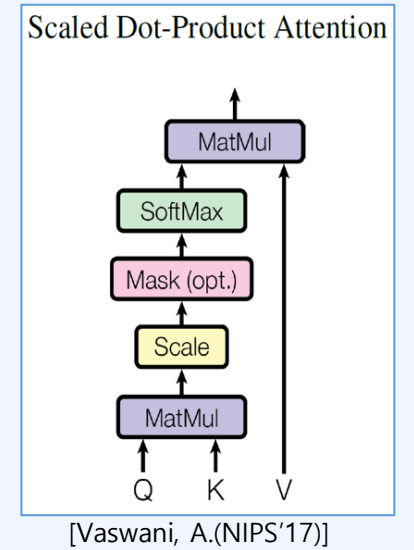 Scaled Dot-Product Attention
MatMul
SoftMax
Mask (opt.)
Scale
MatMul
Q K V
[Vaswani, A.(NIPS'17)]